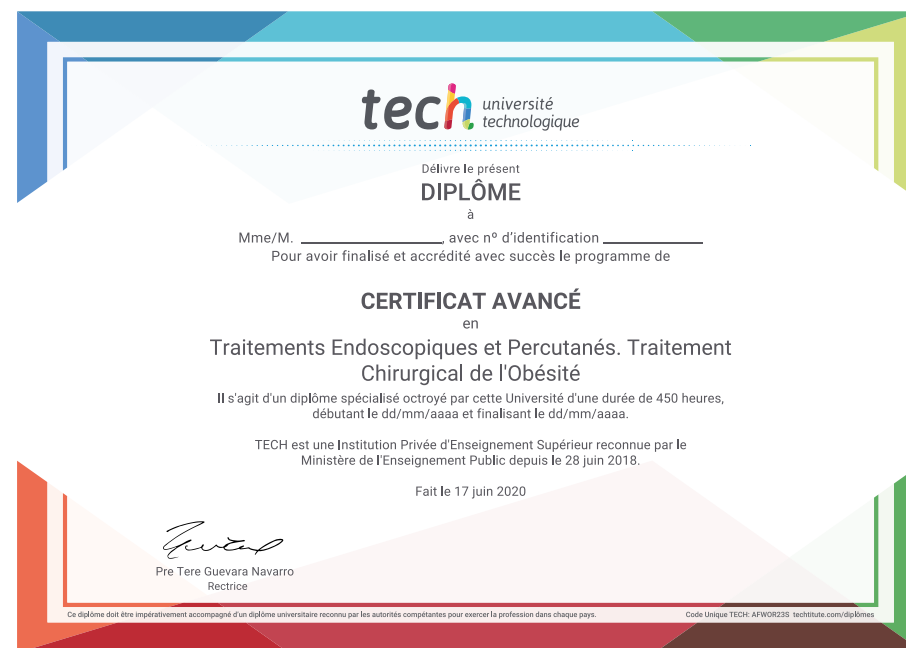 tech université
technologique
Délivre le présent
DIPLÔME
à
Mme/M. ____________________, avec nº d'identification ______________
Pour avoir finalisé et accrédité avec succès le programme de
CERTIFICAT AVANCÉ
en
Traitements Endoscopiques et Percutanés. Traitement
Chirurgical de l'Obésité
Il s'agit d'un diplôme spécialisé octroyé par cette Université d'une durée de 450 heures,
débutant le dd/mm/aaaa et finalisant le dd/mm/aaaa.
TECH est une Institution Privée d'Enseignement Supérieur reconnue par le
Ministère de l'Enseignement Public depuis le 28 juin 2018.
Fait le 17 juin 2020
Pre Tere Guevara Navarro
Rectrice
Ce diplôme doit être impérativement accompagné d'un diplôme universitaire reconnu par les autorités compétantes pour exercer la profession dans chaque pays.
Code Unique TECH: AFWOR23S techtitute.com/diplômes